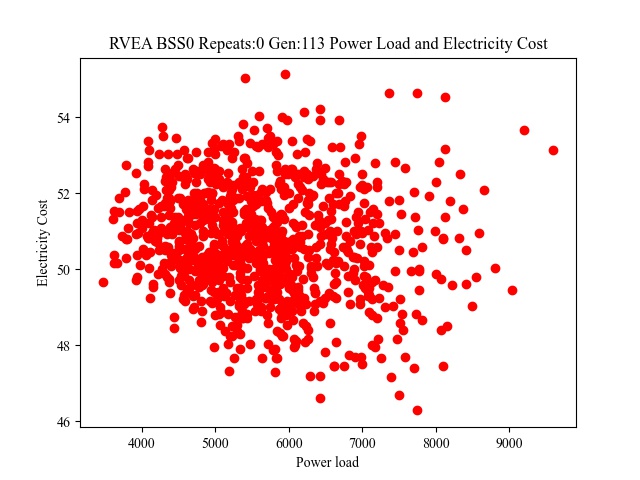 RVEA BSS0 Repeats:0 Gen:113 Power Load and Electricity Cost
54
52
50
48
46
Electricity Cost
4000 5000 6000 7000 8000 9000
Power load